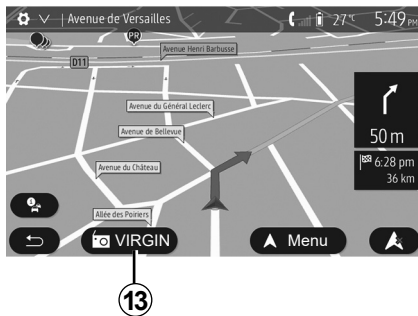 Avenue de Versailles
27 °C
5:49 PM
PR
Avenue Henri Barbusse
D11
Avenue du Général Leclerc
50 m
Avenue de Bellevue
6:28 pm
36 km
Avenue du Château
Allée des Poiriers
VIRGIN
Menu
13